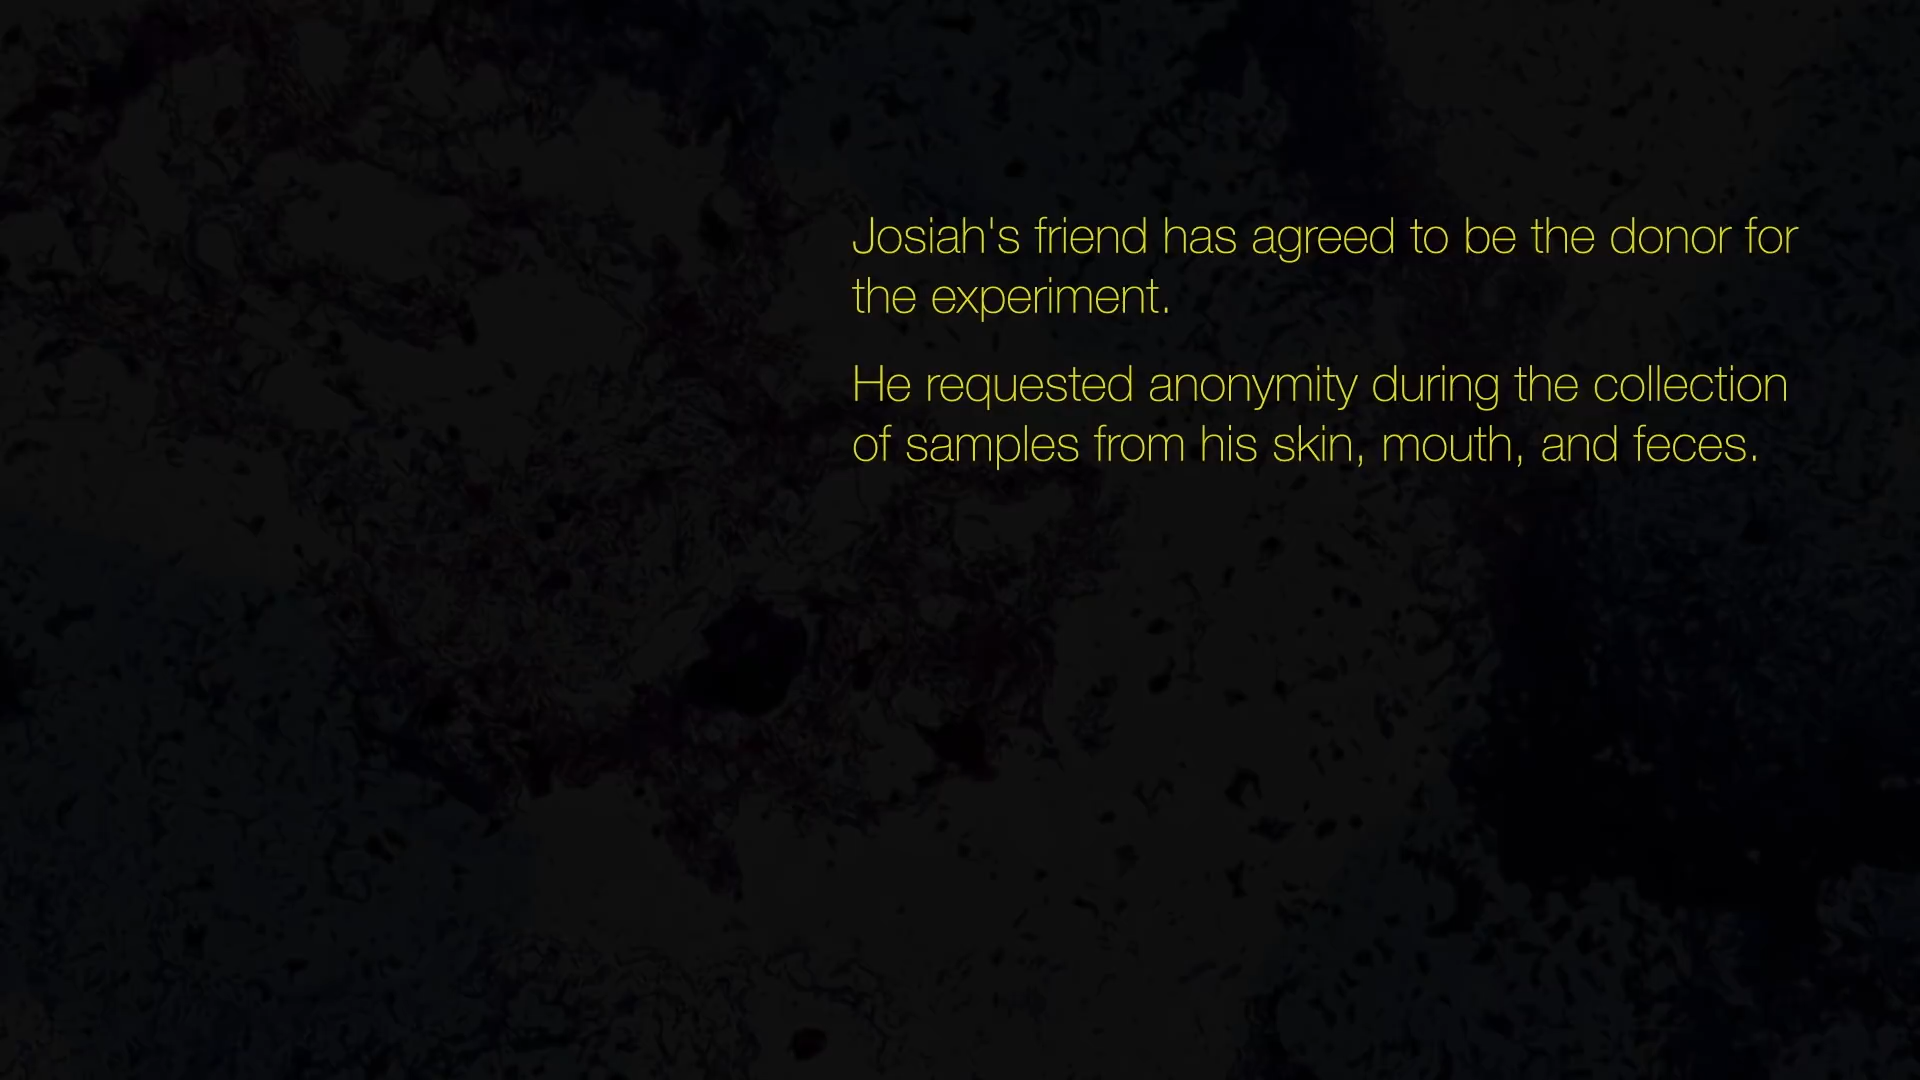 Josiah's friend has agreed to be the donor for
the experiment.
He requested anonymity during the collection
of samples from his skin, mouth, and feces.